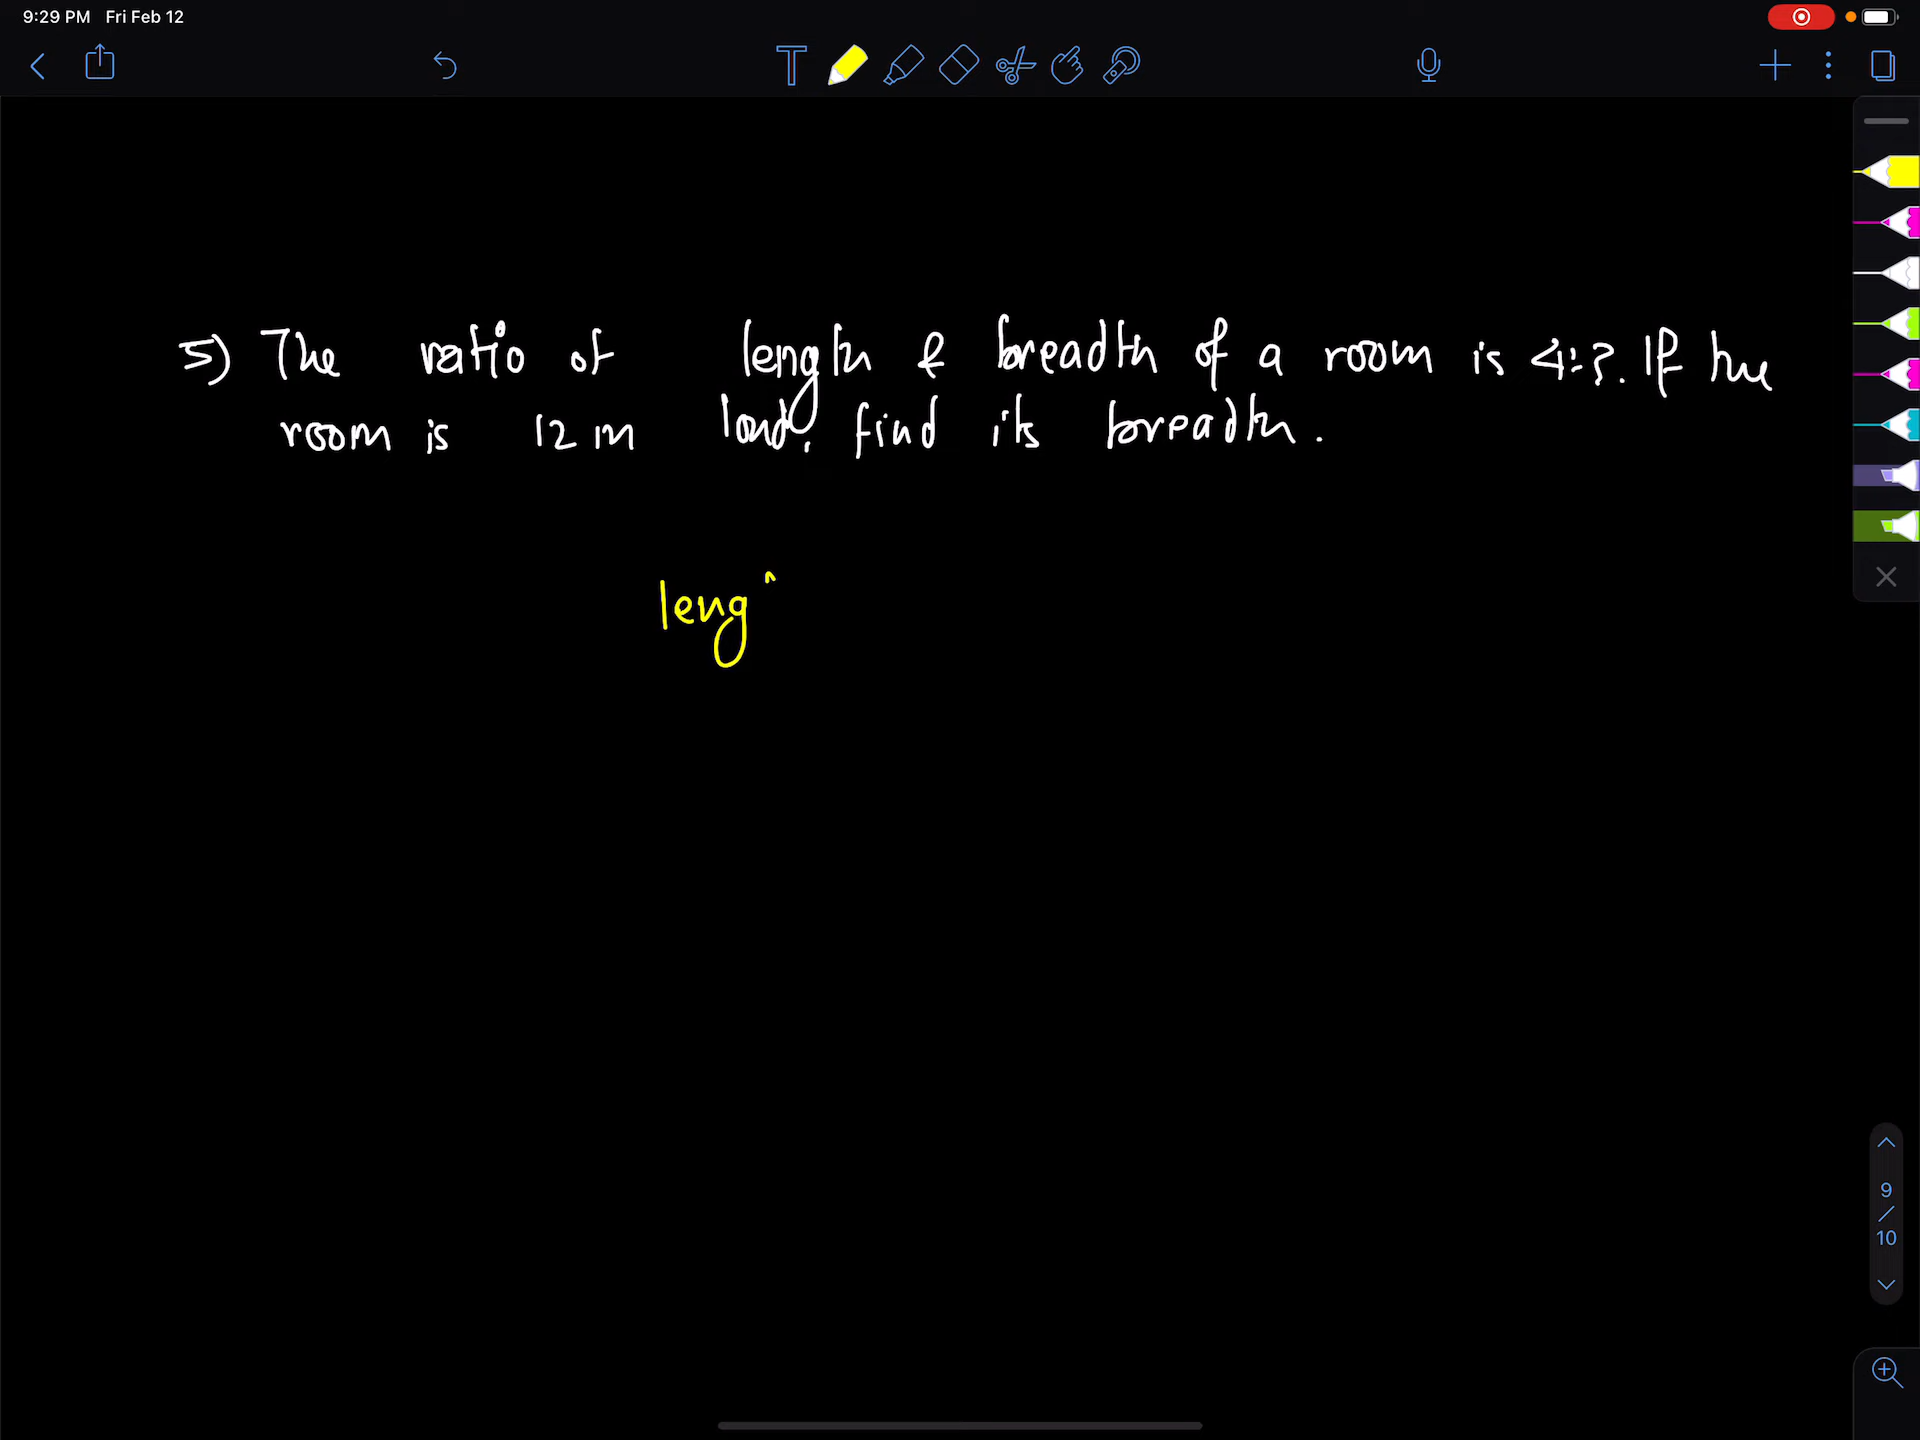 9:29 PM Fri Feb 12
5) The ratio of length & breadth of a room is 4:3. If the
room is 12 m , find its breadth.
leng
9
/
10